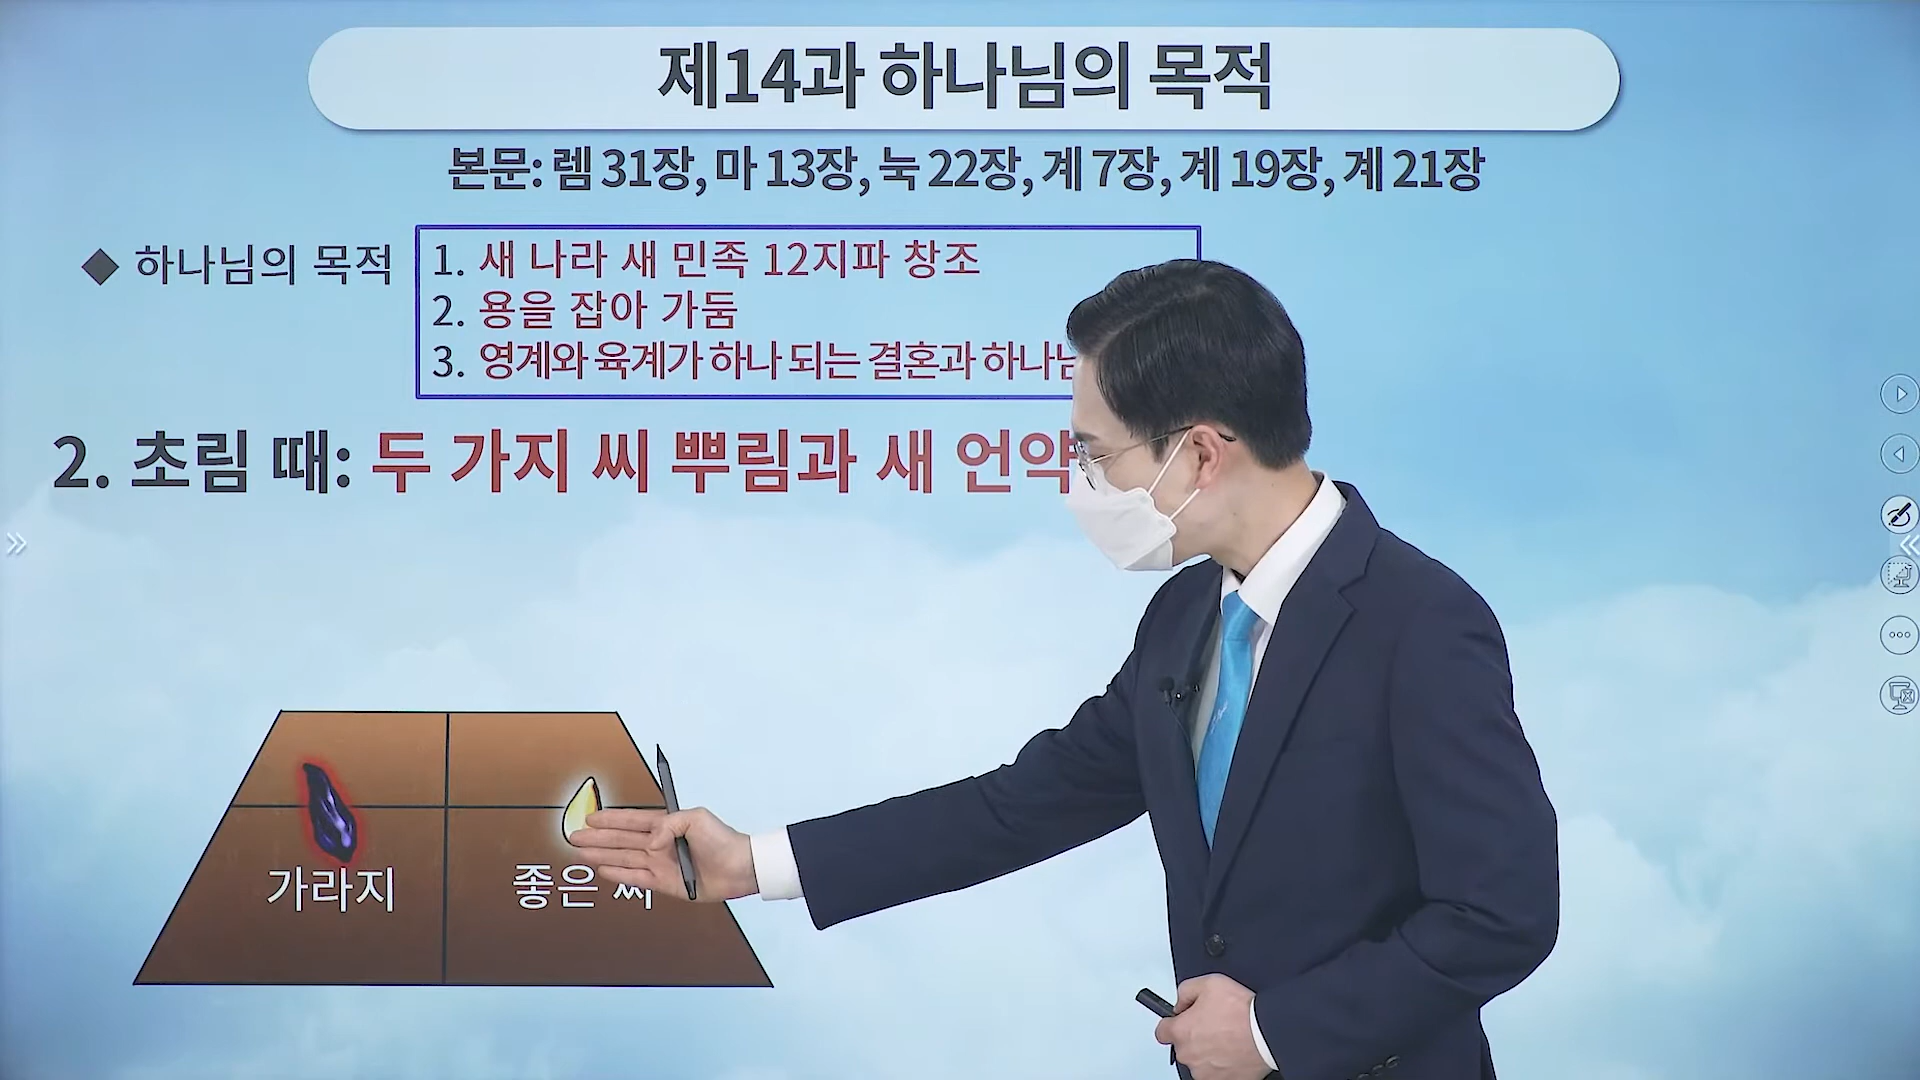 제14과 하나님의 목적
본문: 렘 31장, 마 13장, 눅 22장, 계 7장, 계 19장, 계 21장
◆ 하나님의 목적
1. 새 나라 새 민족 12지파 창조
2. 용을 잡아 가둠
3. 영계와 육계가 하나 되는 결혼과
2. 초림 때: 두 가지 씨 뿌림과 새 언약
가라지
좋은 씨